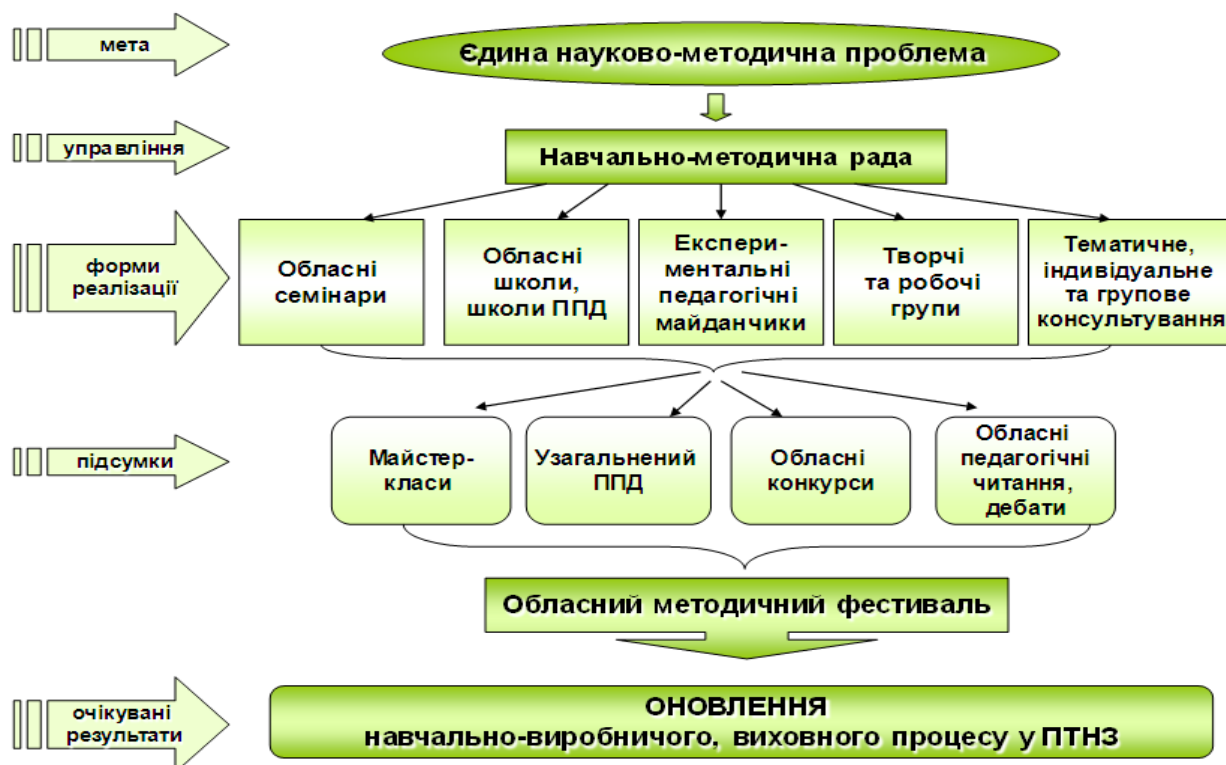 мета
Єдина науково-методична проблема
управління
Навчально-методична рада
форми
реалізації
Обласні
семінари
Обласні
школи,
школи ППД
Експери-
ментальні
педагогічні
майданчики
Творчі
та робочі
групи
Тематичне,
індивідуальне
та групове
консультування
підсумки
Майстер-
класи
Узагальнений
ППД
Обласні
конкурси
Обласні
педагогічні
читання,
дебати
Обласний методичний фестиваль
очікувані
результати
ОНОВЛЕННЯ
навчально-виробничого, виховного процесу у ПТНЗ